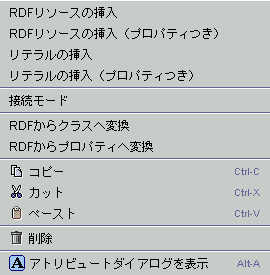 RDFリソースの挿入
RDFリソースの挿入（プロパティつき）
リテラルの挿入
リテラルの挿入（プロパティつき）
接続モード
RDFからクラスへ変換
RDFからプロパティへ変換
コピー Ctrl-C
カット Ctrl-X
ペースト Ctrl-V
削除
A アトリビュートダイアログを表示 Alt-A